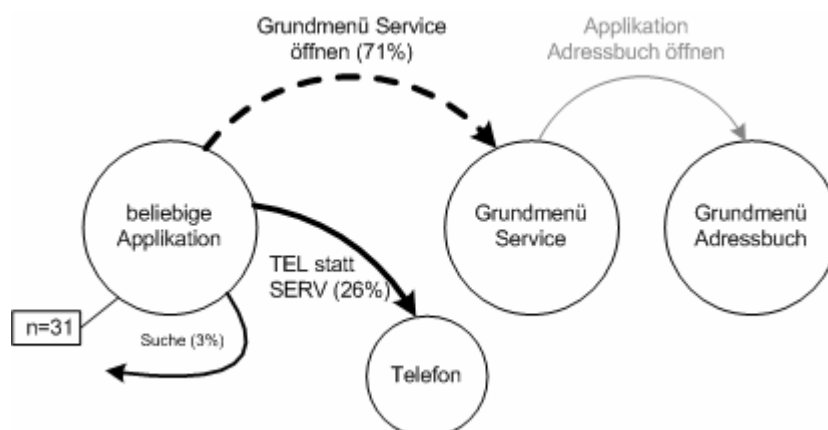 Grundmenü Service
öffnen (71%)
Applikation
Adressbuch öffnen
beliebige
Applikation
Grundmenü
Service
Grundmenü
Adressbuch
TEL statt
SERV (26%)
n=31
Suche (3%)
Telefon